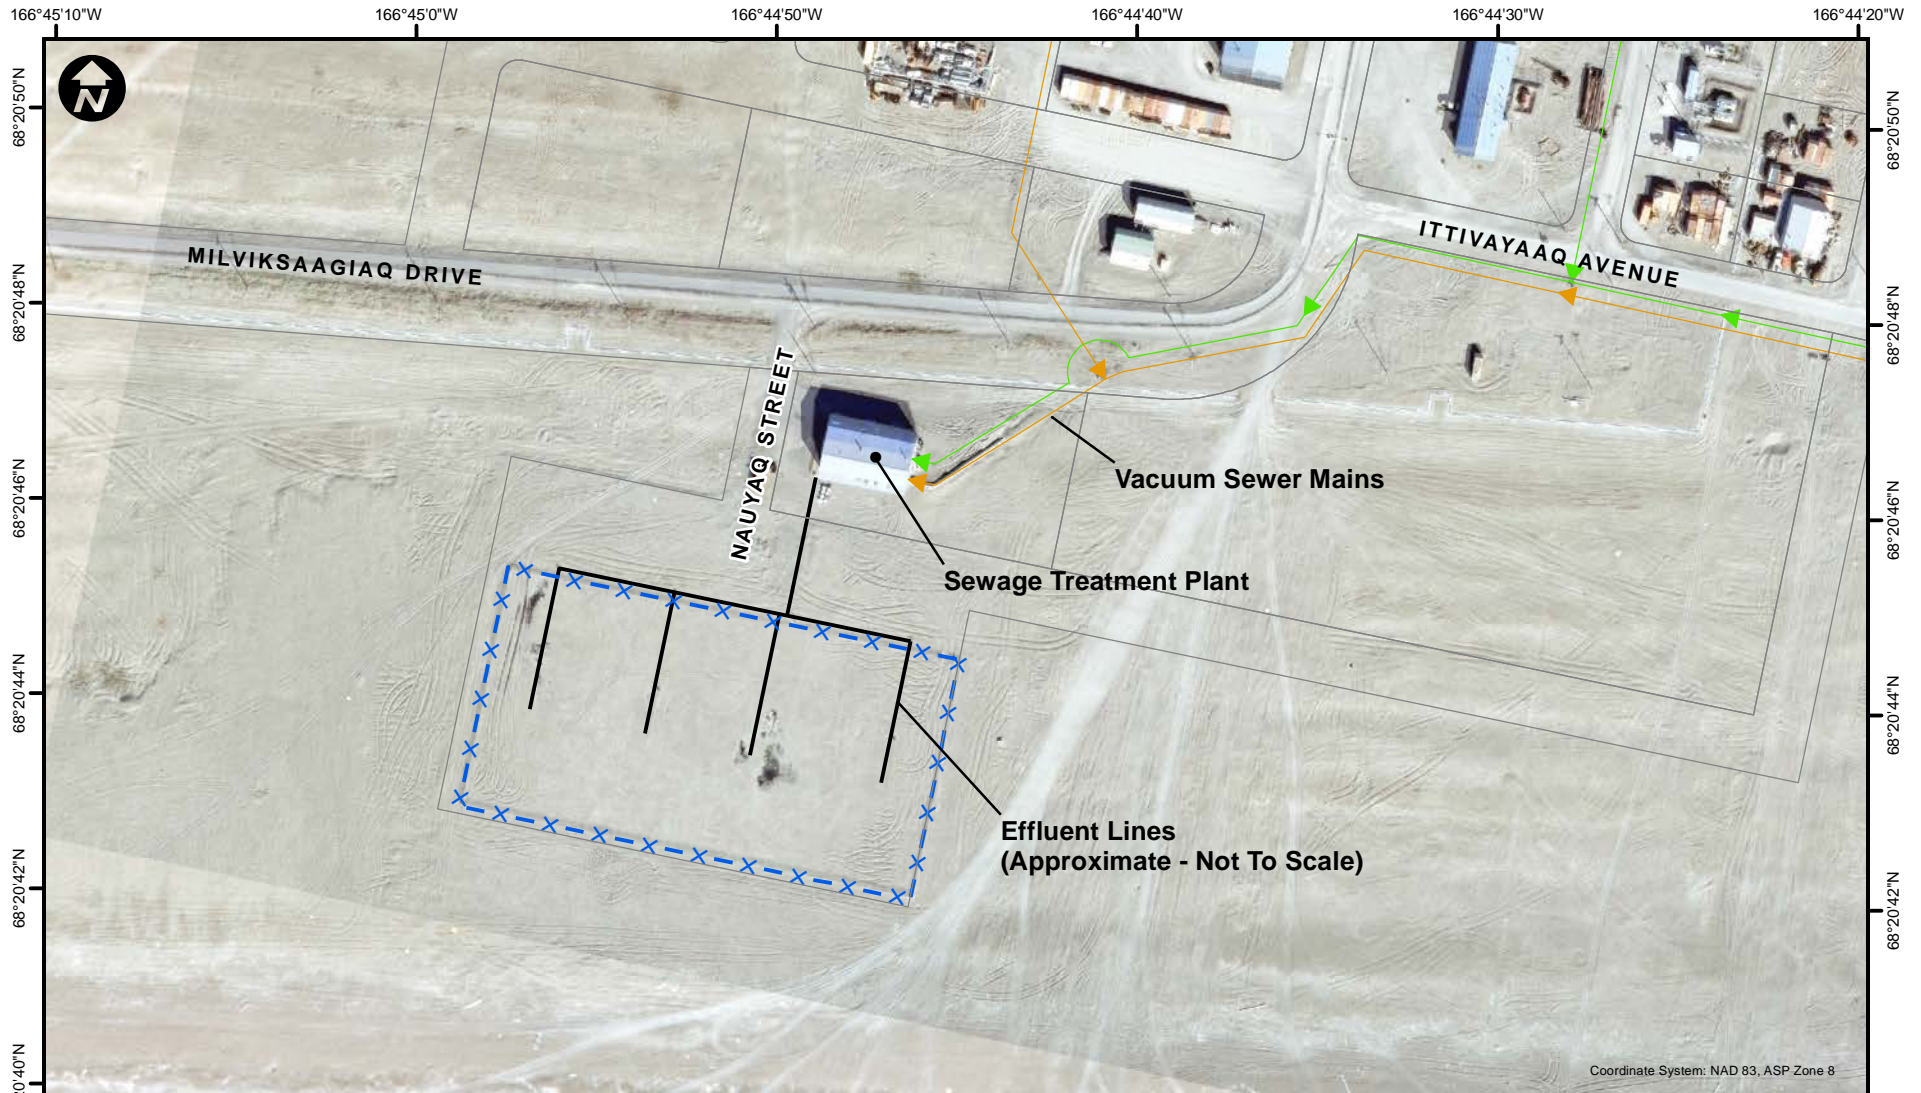 166°45'10"W
166°45'0"W
166°44'50"W
166°44'40"W
166°44'30"W
166°44'20"W
N
68°20'50"N
68°20'50"N
MILVIKSAAGIAQ DRIVE
ITTIVAYAAQ AVENUE
68°20'48"N
68°20'48"N
NAUYAQ STREET
Vacuum Sewer Mains
68°20'46"N
68°20'46"N
Sewage Treatment Plant
68°20'44"N
68°20'44"N
Effluent Lines
(Approximate - Not To Scale)
68°20'42"N
68°20'42"N
20'40"N
Coordinate System: NAD 83, ASP Zone 8